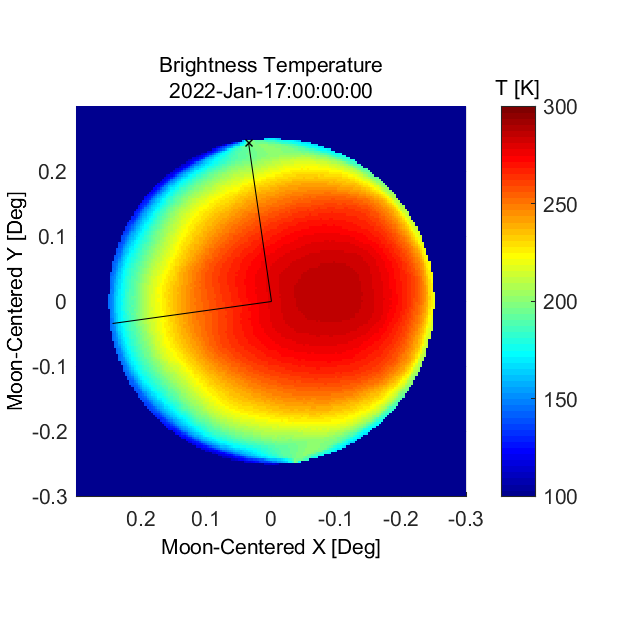 Brightness Temperature
2022-Jan-17:00:00:00
T [K]
300
250
200
150
100
Moon-Centered Y [Deg]
0.2
0.1
0
-0.1
-0.2
-0.3
0.2 0.1 0 -0.1 -0.2 -0.3
Moon-Centered X [Deg]